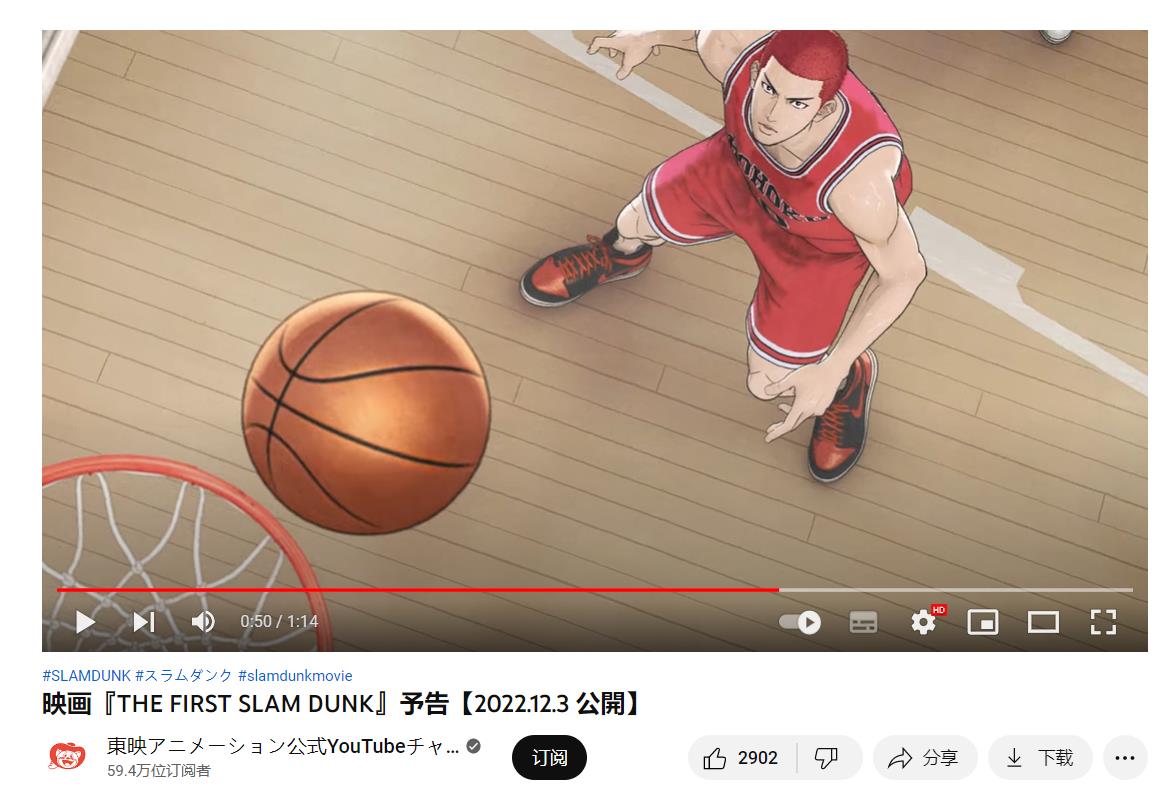 SHOHOKU
0:50 / 1:14
HD
#SLAMDUNK #スラムダンク #slamdunkmovie
映画『THE FIRST SLAM DUNK』予告【2022.12.3 公開】
東映アニメーション公式YouTubeチャ...
59.4万位订阅者
订阅
2902
分享
下载